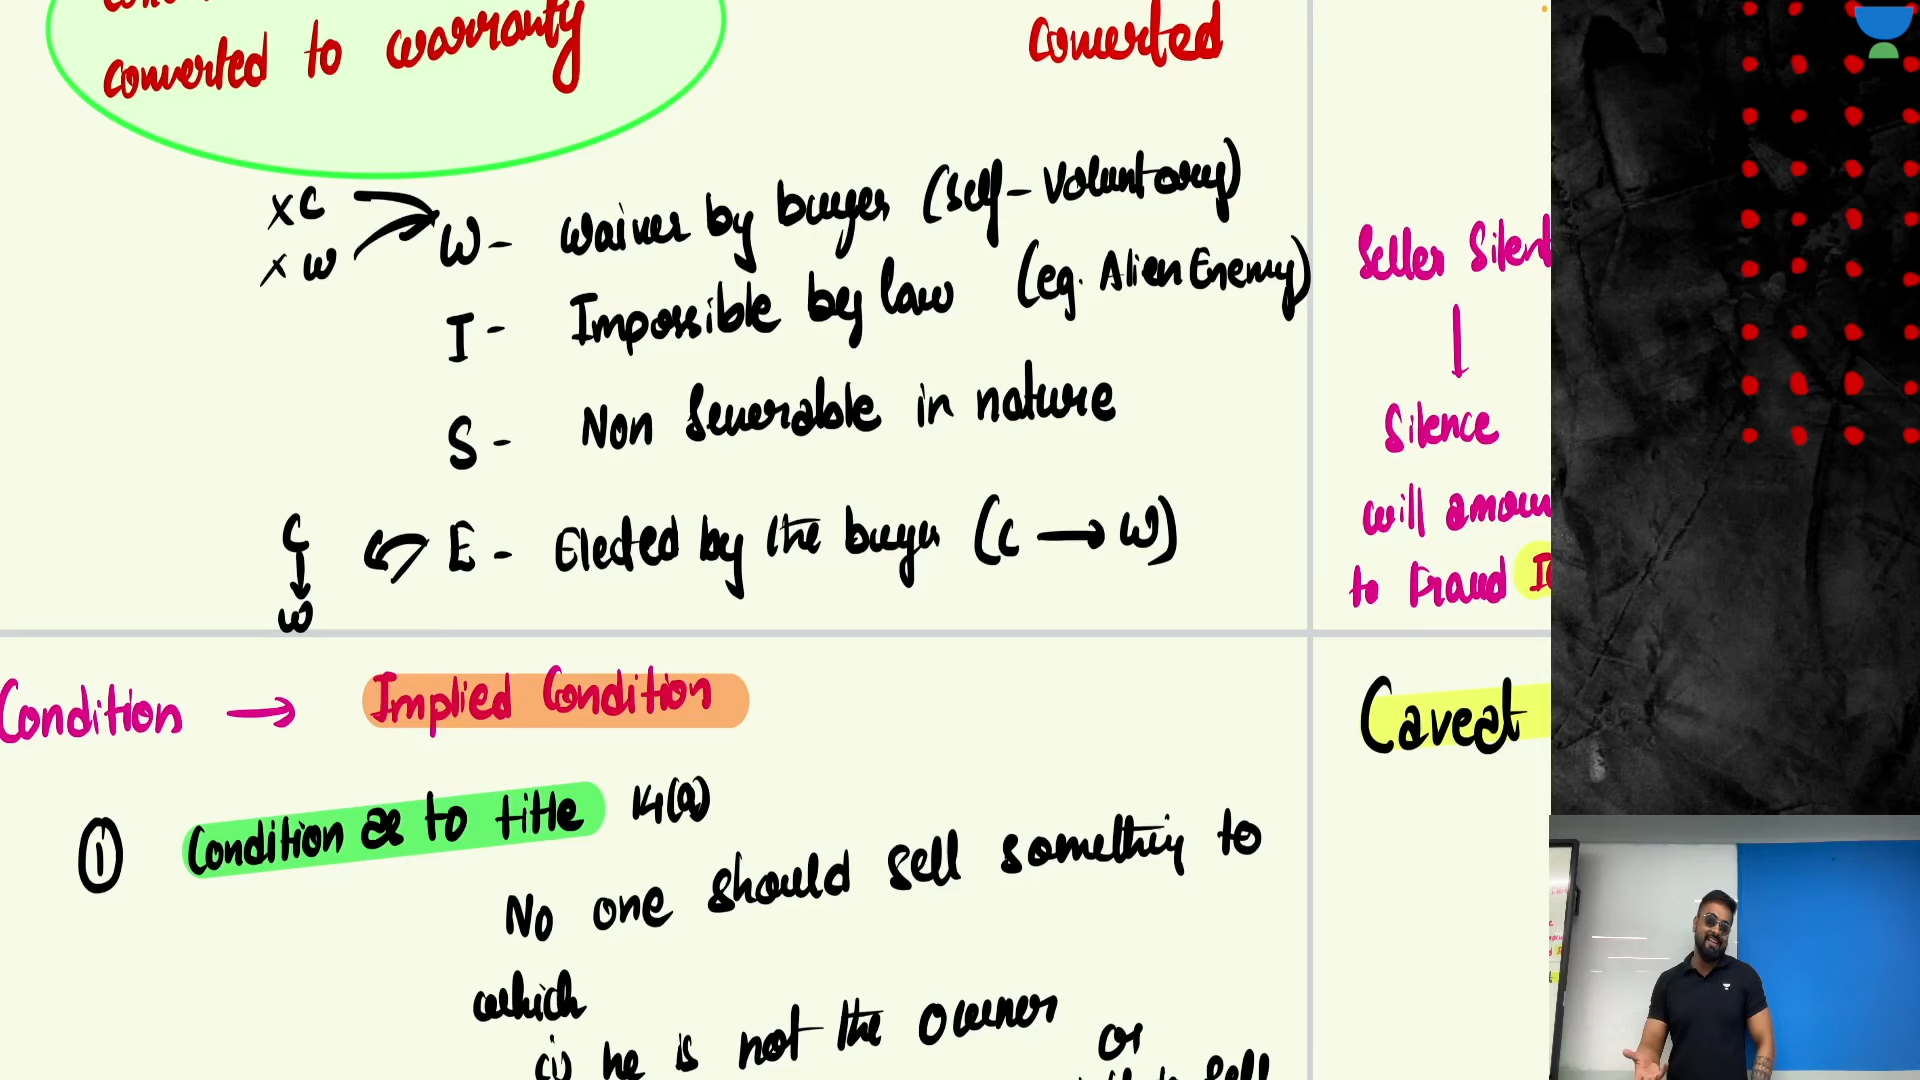 converted to warranty
converted
xC
x W
W - Waiver by buyer (Self - Voluntary)
I - Impossible by law (eg. Alien Enemy)
S - Non Severable in nature
E - Elected by the buyer (C → W)
C
↓
W
Seller Silent
↓
Silence
will amoun
to Fraud
Condition → Implied Condition
① Condition as to title 14(a)
No one should sell something to
which
(i) he is not the owner or
sell
Caveat